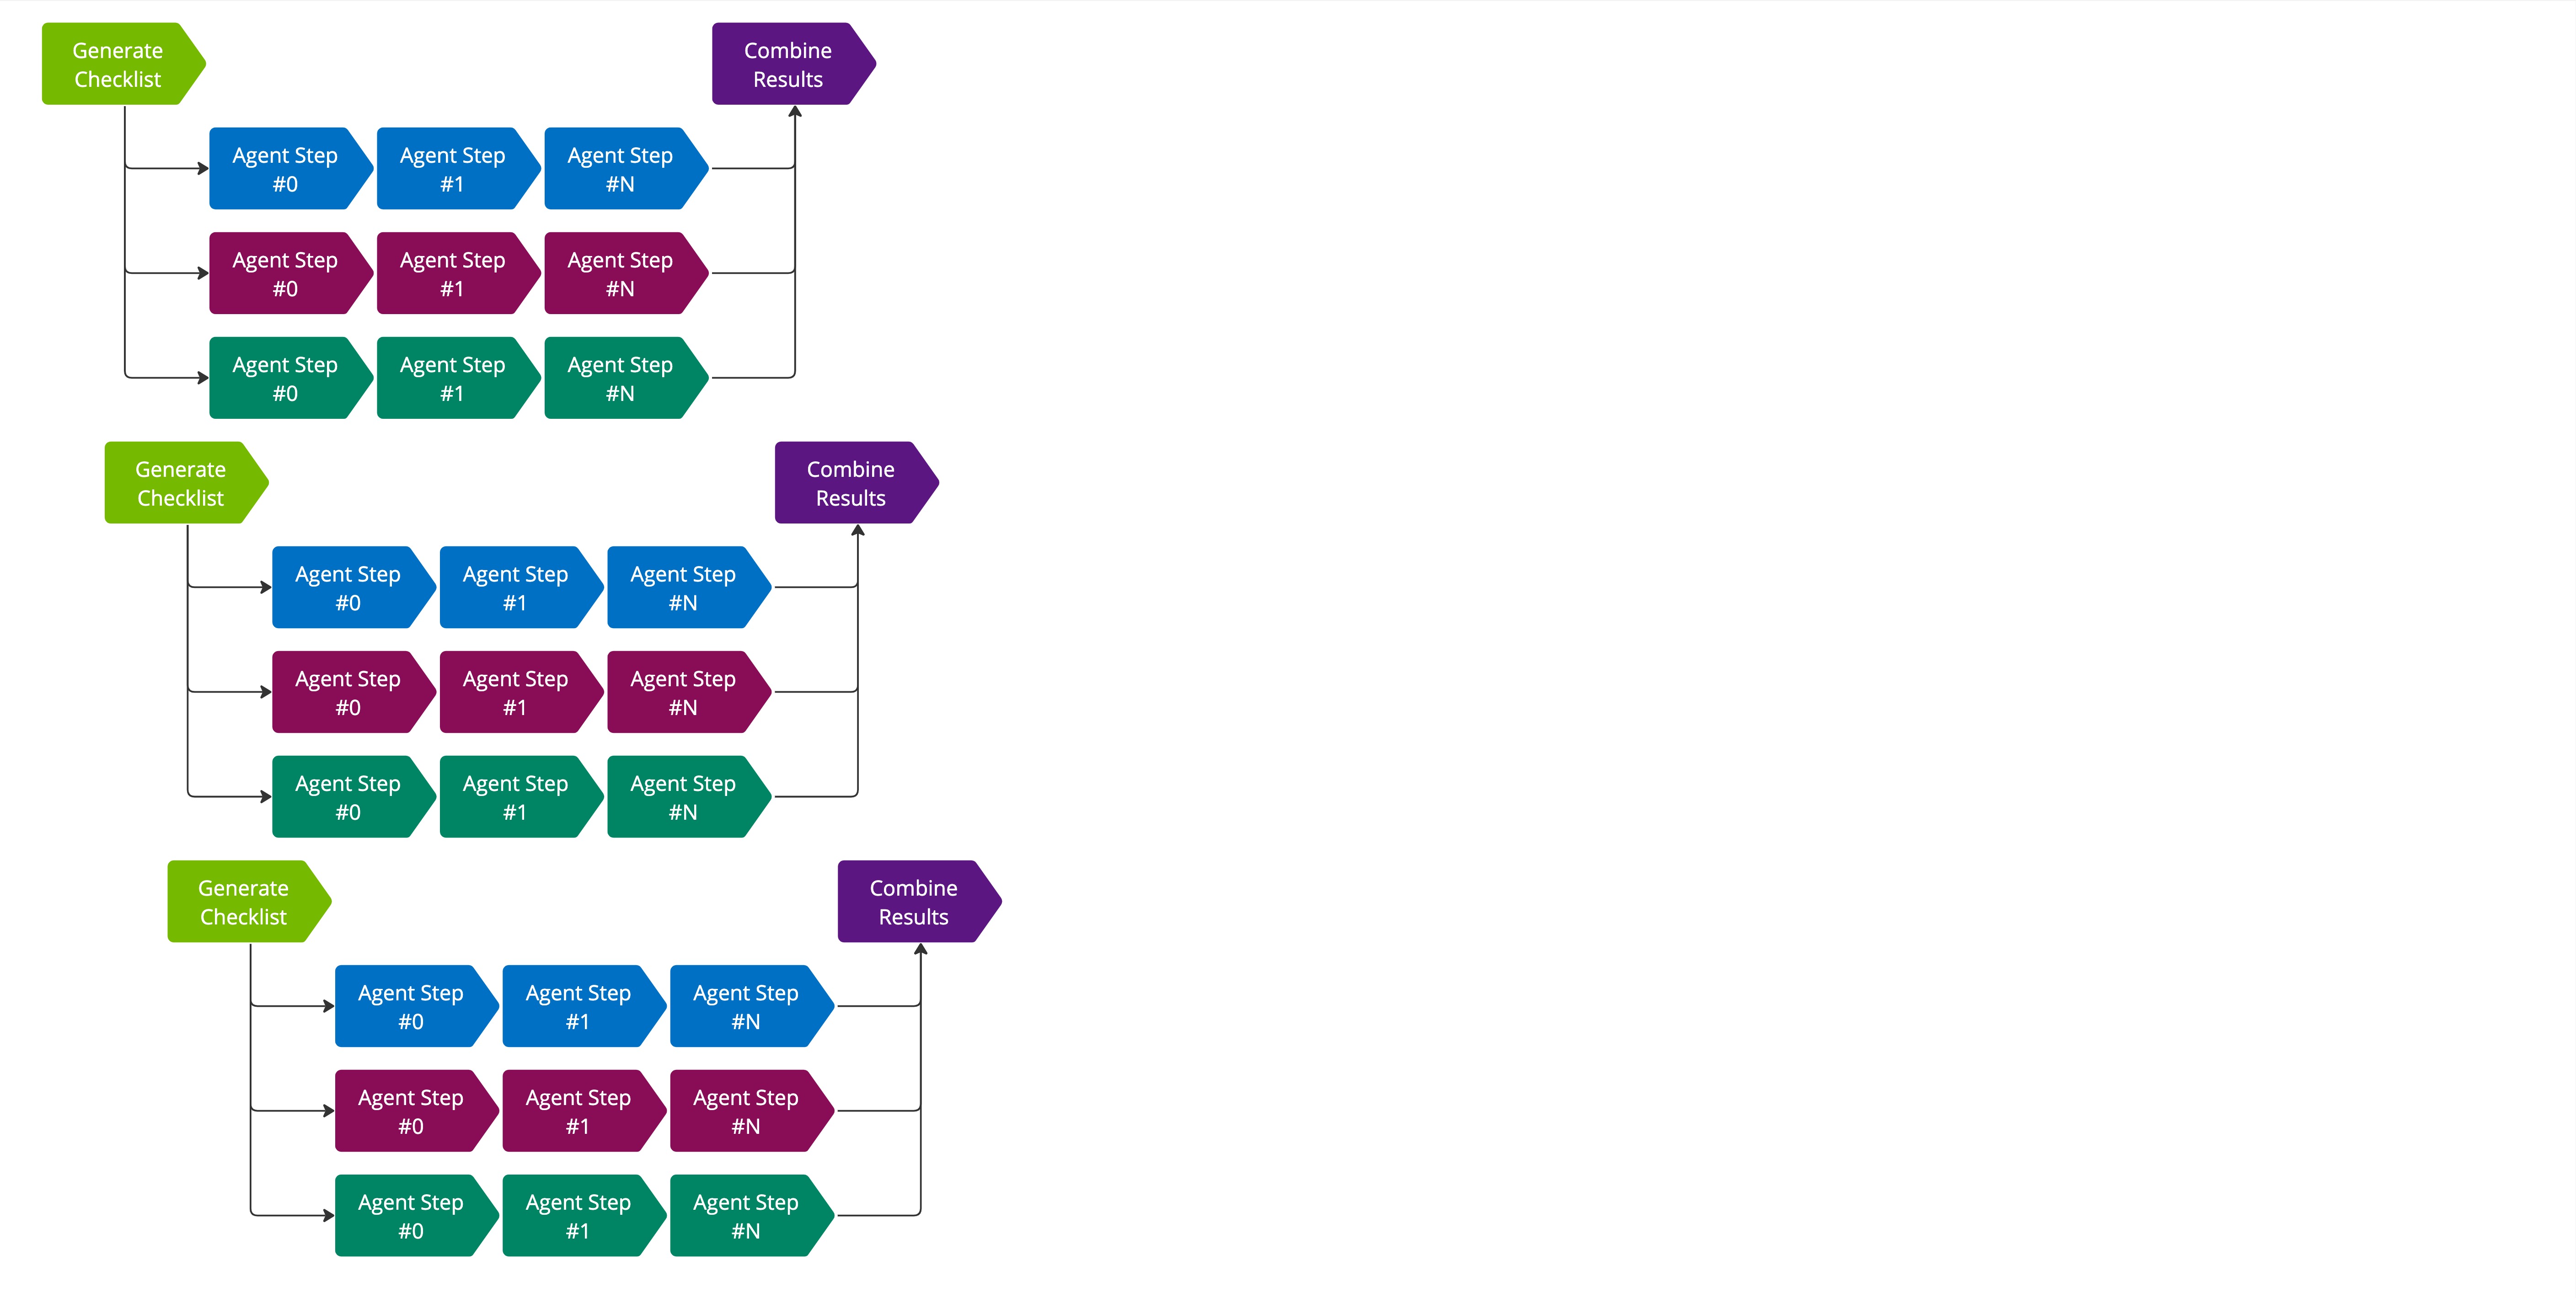 Generate
Checklist
Combine
Results
Agent Step
#0
Agent Step
#1
Agent Step
#N
Agent Step
#0
Agent Step
#1
Agent Step
#N
Agent Step
#0
Agent Step
#1
Agent Step
#N
Generate
Checklist
Combine
Results
Agent Step
#0
Agent Step
#1
Agent Step
#N
Agent Step
#0
Agent Step
#1
Agent Step
#N
Agent Step
#0
Agent Step
#1
Agent Step
#N
Generate
Checklist
Combine
Results
Agent Step
#0
Agent Step
#1
Agent Step
#N
Agent Step
#0
Agent Step
#1
Agent Step
#N
Agent Step
#0
Agent Step
#1
Agent Step
#N